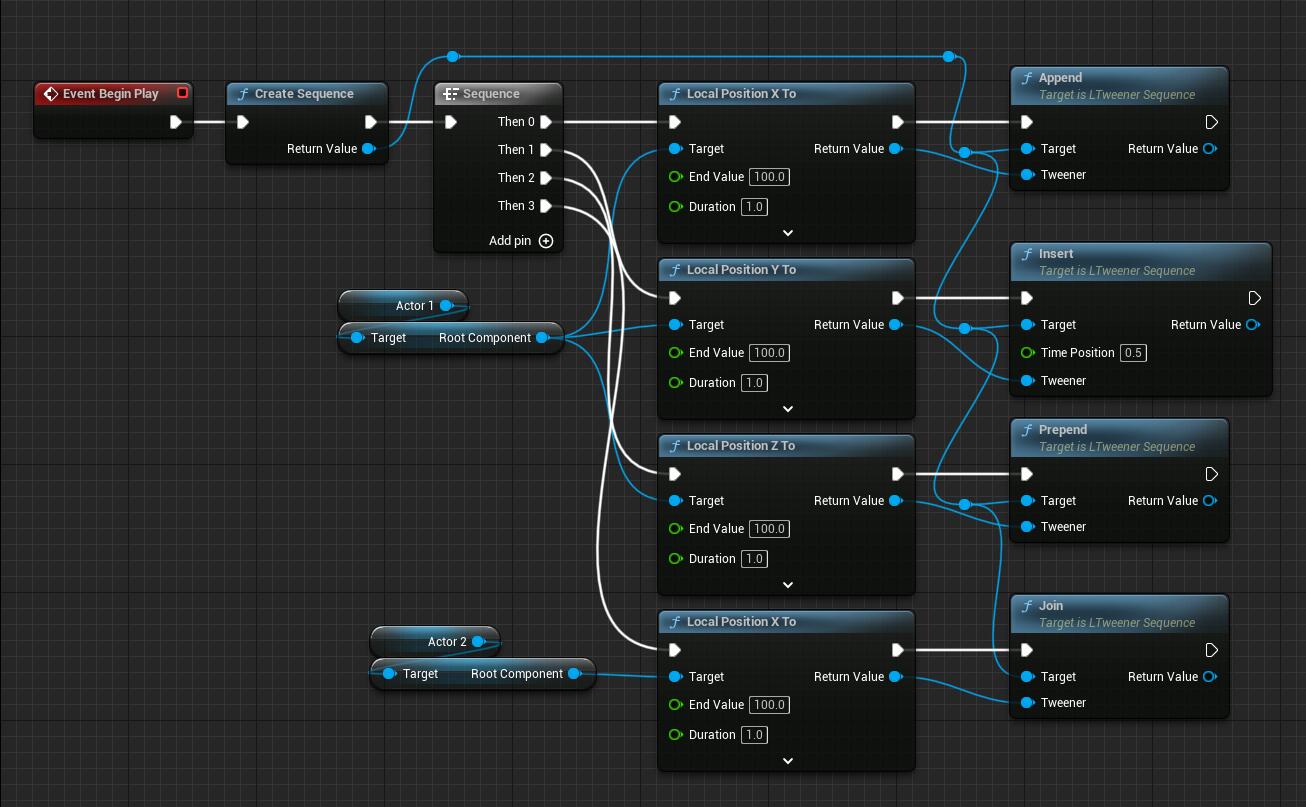 Event Begin Play
f Create Sequence
Return Value
Sequence
Then 0
Then 1
Then 2
Then 3
Add pin
Actor 1
Target Root Component
Actor 2
Target Root Component
f Local Position X To
Target Return Value
End Value 100.0
Duration 1.0
f Local Position Y To
Target Return Value
End Value 100.0
Duration 1.0
f Local Position Z To
Target Return Value
End Value 100.0
Duration 1.0
f Local Position X To
Target Return Value
End Value 100.0
Duration 1.0
f Append
Target is LTweener Sequence
Target Return Value
Tweener
f Insert
Target is LTweener Sequence
Target Return Value
Time Position 0.5
Tweener
f Prepend
Target is LTweener Sequence
Target Return Value
Tweener
f Join
Target is LTweener Sequence
Target Return Value
Tweener